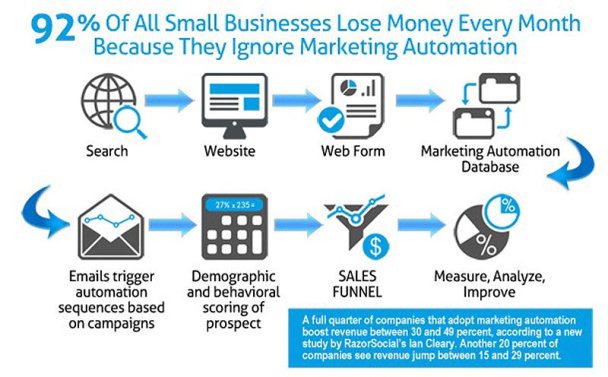 92% Of All Small Businesses Lose Money Every Month
Because They Ignore Marketing Automation
Search
Website
Web Form
Marketing Automation
Database
27% x 235 =
Emails trigger
automation
sequences based
on campaigns
Demographic
and behavioral
scoring of
prospect
$
SALES
FUNNEL
%
%
Measure, Analyze,
Improve
A full quarter of companies that adopt marketing automation
boost revenue between 30 and 49 percent, according to a new
study by RazorSocial's Ian Cleary. Another 20 percent of
companies see revenue jump between 15 and 29 percent.